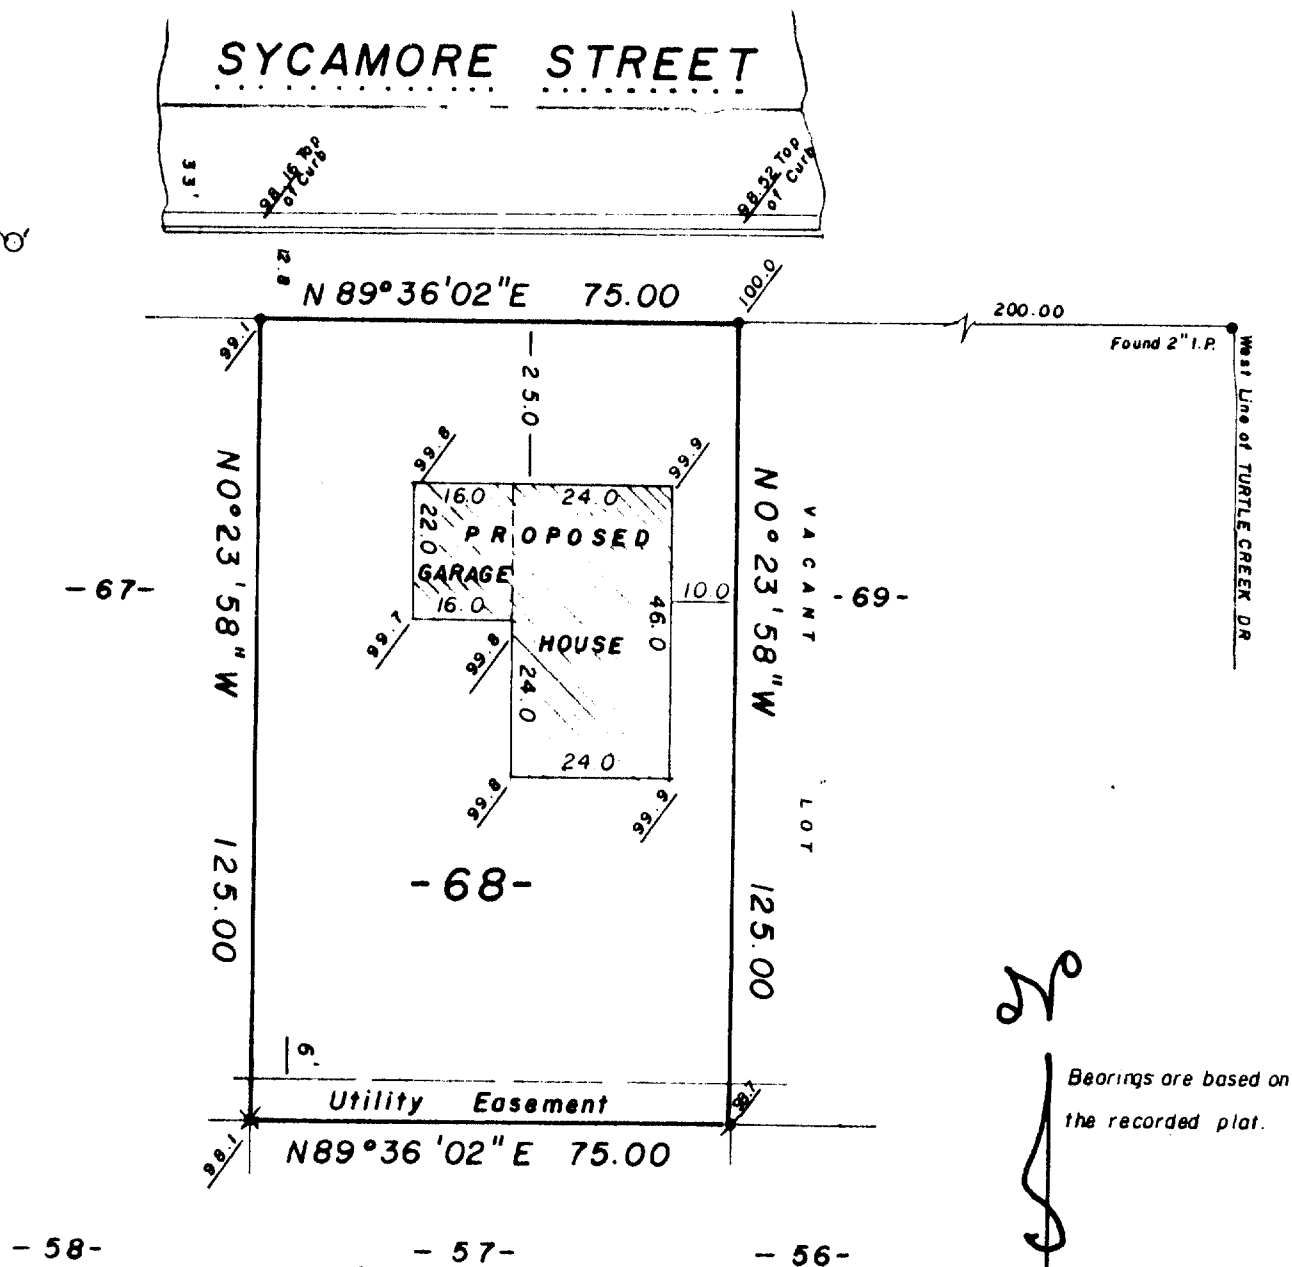 SYCAMORE STREET
33'
98.16 Top
of Curb
98.52 Top
of Curb
12.8
N 89°36'02"E 75.00
100.0
99.1
200.00
Found 2" I.P.
West Line of TURTLE CREEK DR
25.0
99.8
99.9
16.0
24.0
22.0
PROPOSED
GARAGE
16.0
46.0
10.0
HOUSE
99.7
99.8
24.0
24.0
99.8
99.9
N0°23'58"W 125.00
N0°23'58"W 125.00
VACANT LOT
-67-
-69-
-68-
6'
Utility Easement
98.1
N89°36'02"E 75.00
N
Bearings are based on
the recorded plat.
-58-
-57-
-56-